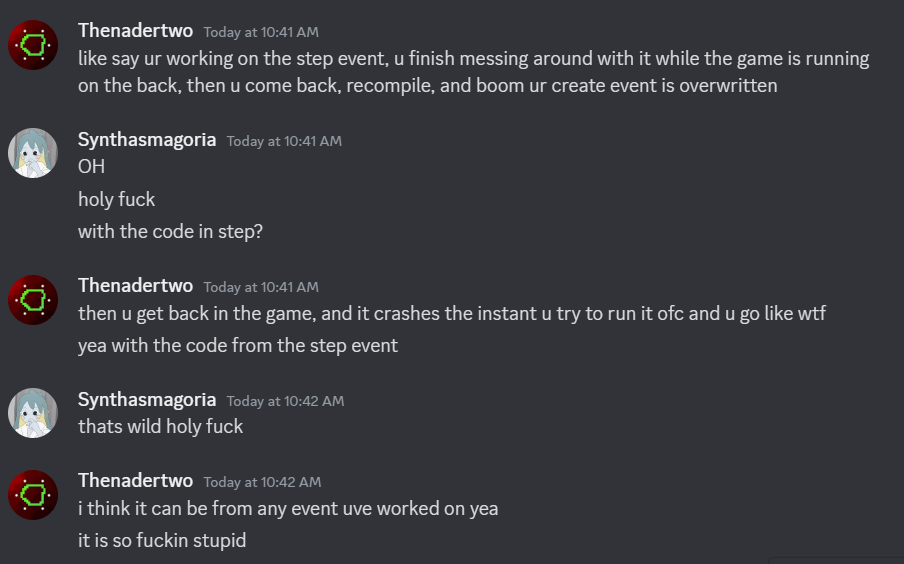 Thenadertwo Today at 10:41 AM
like say ur working on the step event, u finish messing around with it while the game is running
on the back, then u come back, recompile, and boom ur create event is overwritten
Synthasmagoria Today at 10:41 AM
OH
holy fuck
with the code in step?
Thenadertwo Today at 10:41 AM
then u get back in the game, and it crashes the instant u try to run it ofc and u go like wtf
yea with the code from the step event
Synthasmagoria Today at 10:42 AM
thats wild holy fuck
Thenadertwo Today at 10:42 AM
i think it can be from any event uve worked on yea
it is so fuckin stupid